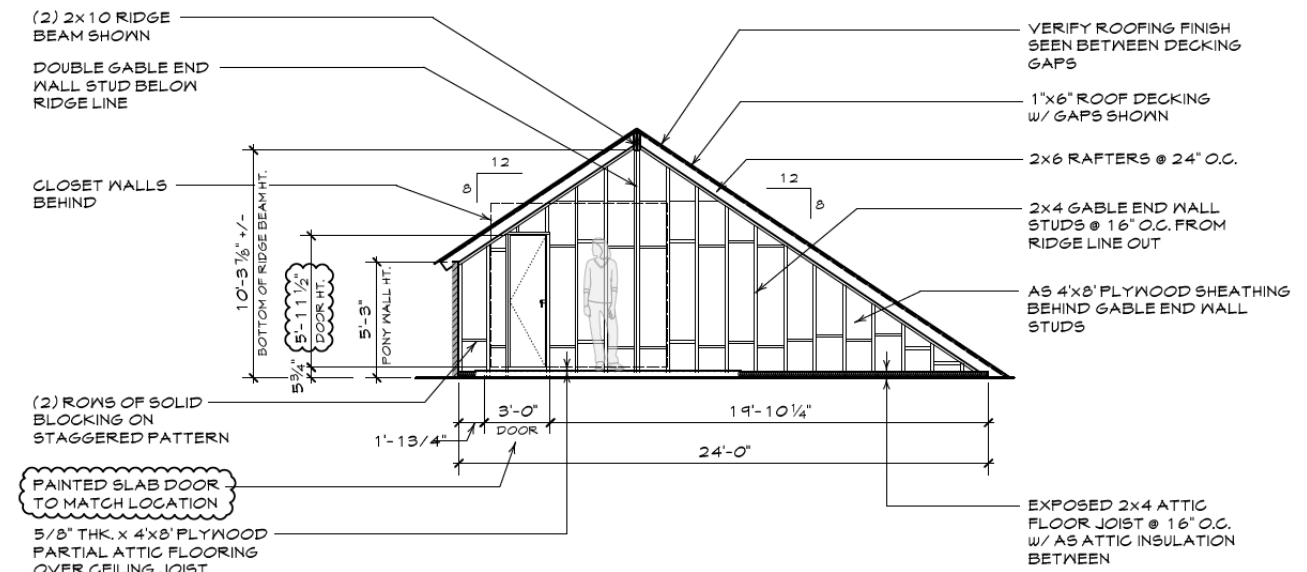 (2) 2x10 RIDGE
BEAM SHOWN
DOUBLE GABLE END
WALL STUD BELOW
RIDGE LINE
CLOSET WALLS
BEHIND
(2) ROWS OF SOLID
BLOCKING ON
STAGGERED PATTERN
PAINTED SLAB DOOR
TO MATCH LOCATION
5/8" THK. x 4'x8' PLYWOOD
PARTIAL ATTIC FLOORING
OVER CEILING JOIST
10'-3 7/8" +/-
BOTTOM OF RIDGE BEAM HT.
5'-11 1/2"
DOOR HT.
5 3/4"
5'-3"
PONY WALL HT.
12
8
12
8
1'-13/4"
3'-0"
DOOR
19'-10 1/4"
24'-0"
VERIFY ROOFING FINISH
SEEN BETWEEN DECKING
GAPS
1"x6" ROOF DECKING
W/ GAPS SHOWN
2x6 RAFTERS @ 24" O.C.
2x4 GABLE END WALL
STUDS @ 16" O.C. FROM
RIDGE LINE OUT
AS 4'x8' PLYWOOD SHEATHING
BEHIND GABLE END WALL
STUDS
EXPOSED 2x4 ATTIC
FLOOR JOIST @ 16" O.C.
W/ AS ATTIC INSULATION
BETWEEN